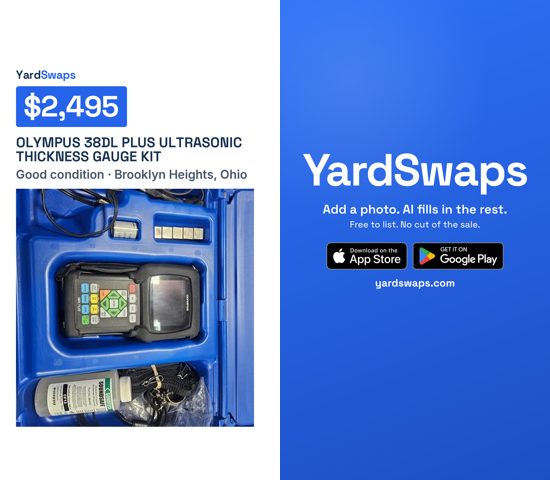 YardSwaps
$2,495
OLYMPUS 38DL PLUS ULTRASONIC
THICKNESS GAUGE KIT
Good condition · Brooklyn Heights, Ohio
YardSwaps
Add a photo. AI fills in the rest.
Free to list. No cut of the sale.
Download on the
App Store
GET IT ON
Google Play
yardswaps.com